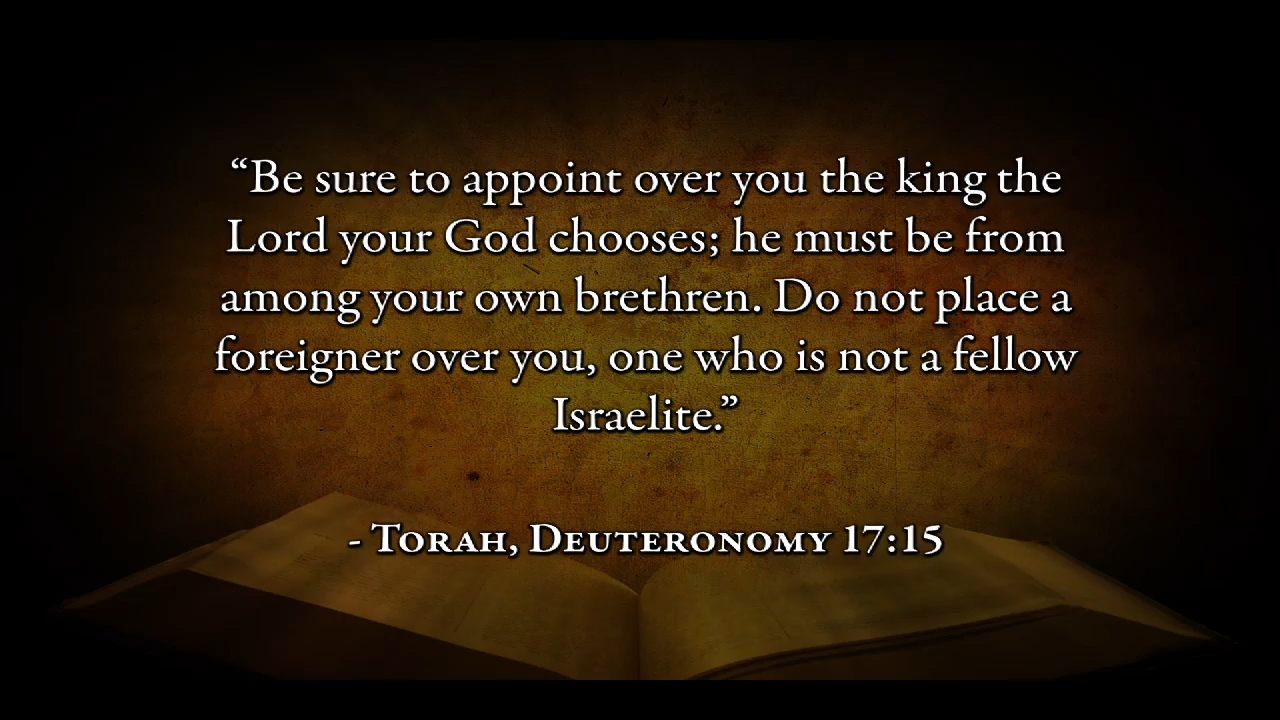 “Be sure to appoint over you the king the
Lord your God chooses; he must be from
among your own brethren. Do not place a
foreigner over you, one who is not a fellow
Israelite.”
- Torah, Deuteronomy 17:15